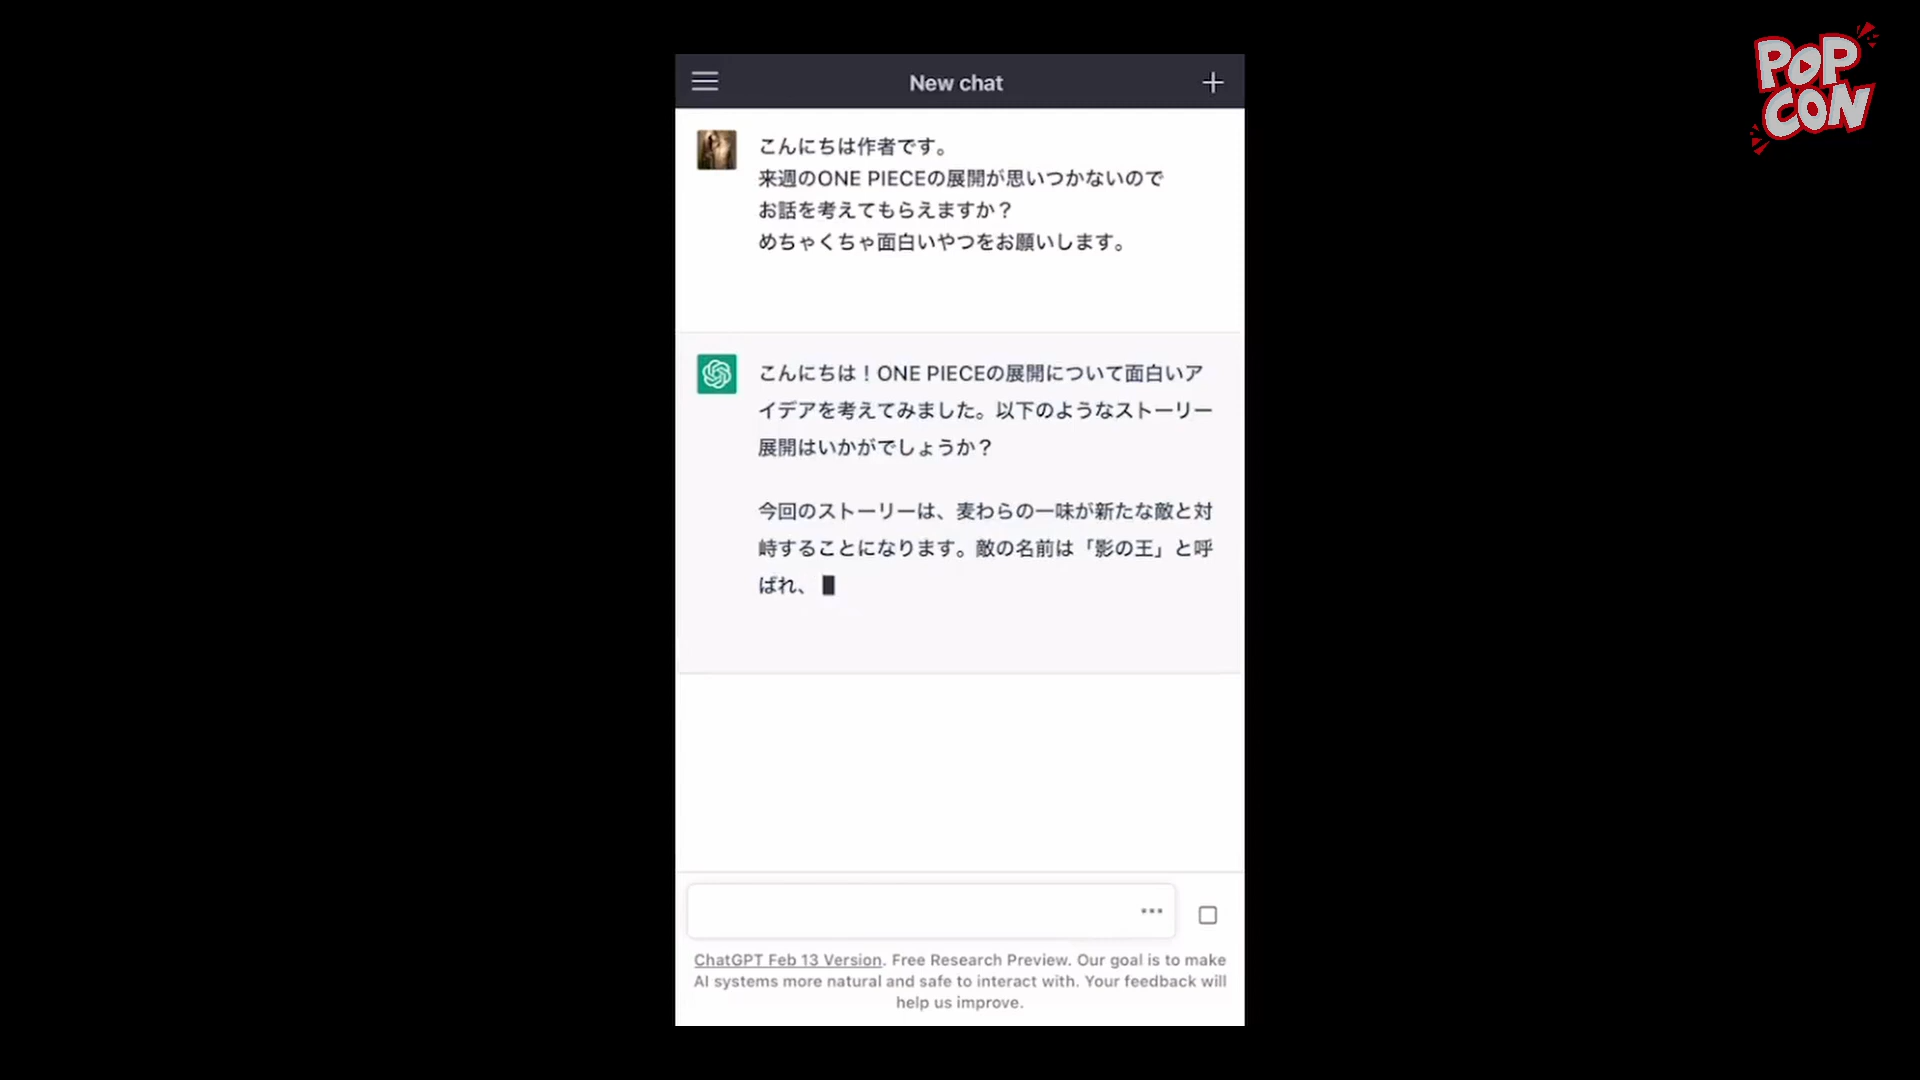 POP
CON
New chat
こんにちは作者です。
来週のONE PIECEの展開が思いつかないので
お話を考えてもらえますか？
めちゃくちゃ面白いやつをお願いします。
こんにちは！ONE PIECEの展開について面白いア
イデアを考えてみました。以下のようなストーリー
展開はいかがでしょうか？
今回のストーリーは、麦わらの一味が新たな敵と対
峙することになります。敵の名前は「影の王」と呼
ばれ、
ChatGPT Feb 13 Version. Free Research Preview. Our goal is to make
AI systems more natural and safe to interact with. Your feedback will
help us improve.